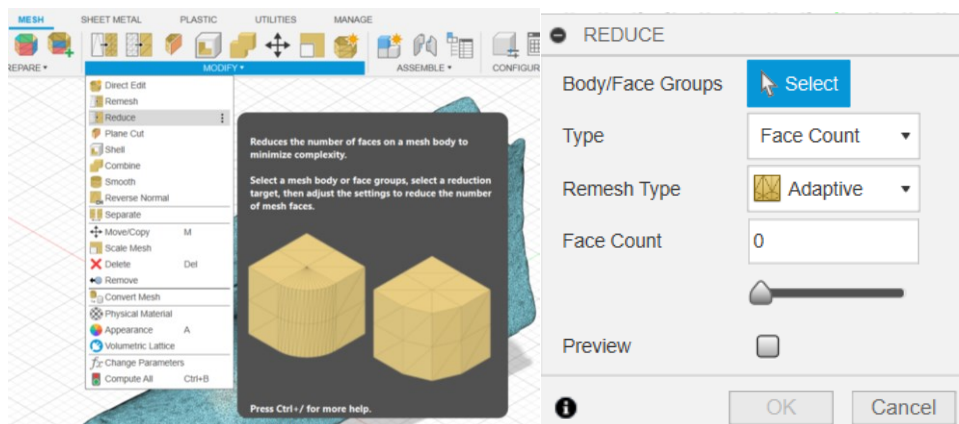 MESH SHEET METAL PLASTIC UTILITIES MANAGE
REPARE ▾ MODIFY ▾ ASSEMBLE ▾ CONFIGUR
Direct Edit
Remesh
Reduce
Plane Cut
Shell
Combine
Smooth
Reverse Normal
Separate
Move/Copy M
Scale Mesh
Delete Del
Remove
Convert Mesh
Physical Material
Appearance A
Volumetric Lattice
Change Parameters
Compute All Ctrl+B
Reduces the number of faces on a mesh body to
minimize complexity.
Select a mesh body or face groups, select a reduction
target, then adjust the settings to reduce the number
of mesh faces.
Press Ctrl+/ for more help.
REDUCE
Body/Face Groups Select
Type Face Count
Remesh Type Adaptive
Face Count 0
Preview
OK Cancel